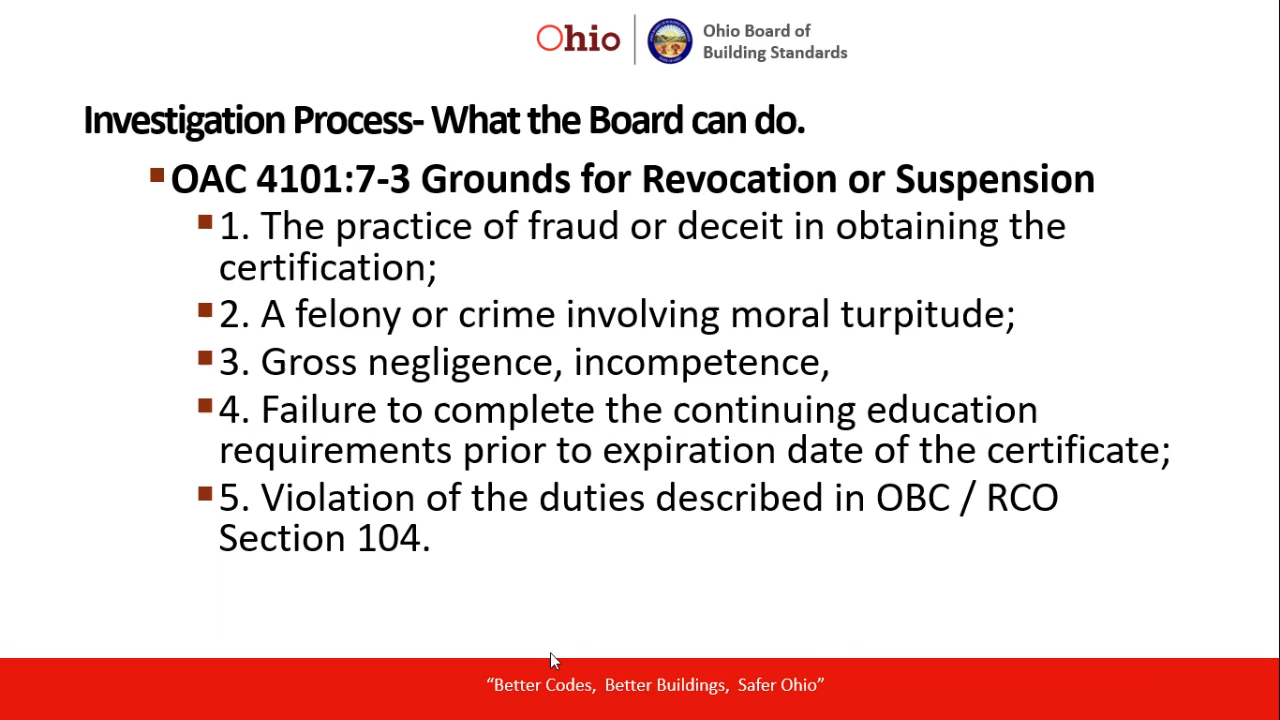 Ohio
Ohio Board of
Building Standards
Investigation Process- What the Board can do.
OAC 4101:7-3 Grounds for Revocation or Suspension
1. The practice of fraud or deceit in obtaining the
certification;
2. A felony or crime involving moral turpitude;
3. Gross negligence, incompetence,
4. Failure to complete the continuing education
requirements prior to expiration date of the certificate;
5. Violation of the duties described in OBC / RCO
Section 104.
“Better Codes, Better Buildings, Safer Ohio”